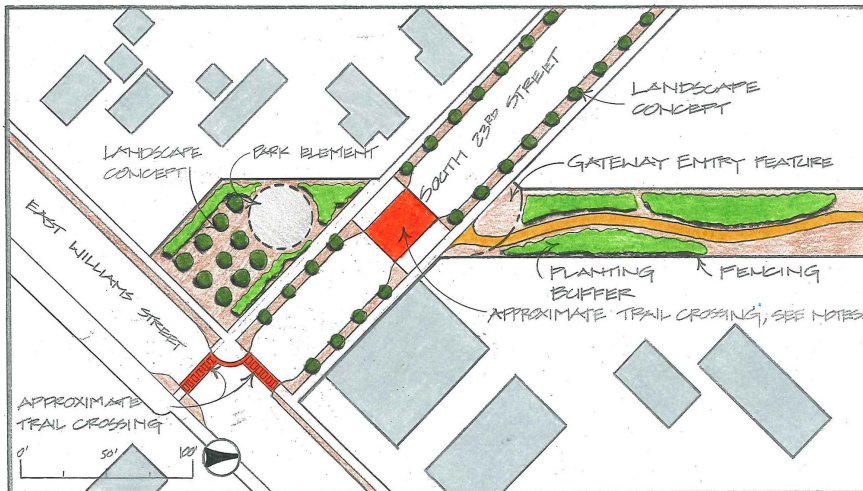 LANDSCAPE
CONCEPT
PARK ELEMENT
SOUTH 23RD STREET
LANDSCAPE
CONCEPT
GATEWAY ENTRY FEATURE
EAST WILLIAMS STREET
PLANTING
BUFFER
FENCING
APPROXIMATE TRAIL CROSSING, SEE NOTES
APPROXIMATE
TRAIL CROSSING
0' 50' 100'